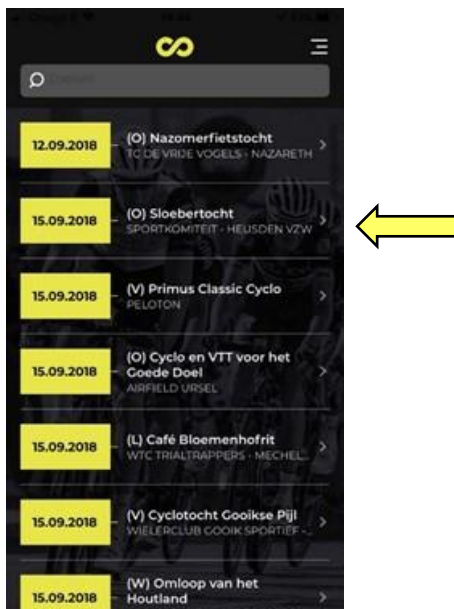 12.09.2018
(O) Nazomerfietstocht
TC DE VRIJE VOGELS - NAZARETH
15.09.2018
(O) Sloebertocht
SPORTKOMITEIT - HEUSDEN VZW
15.09.2018
(V) Primus Classic Cyclo
PELOTON
15.09.2018
(O) Cyclo en VTT voor het
Goede Doel
AIRFIELD URSEL
15.09.2018
(L) Café Bloemenhofrit
WTC TRIALTRAPPERS - MECHEL...
15.09.2018
(V) Cyclotocht Gooikse Pijl
WIELERCLUB GOOIK SPORTIEF -...
15.09.2018
(W) Omloop van het
Houtland